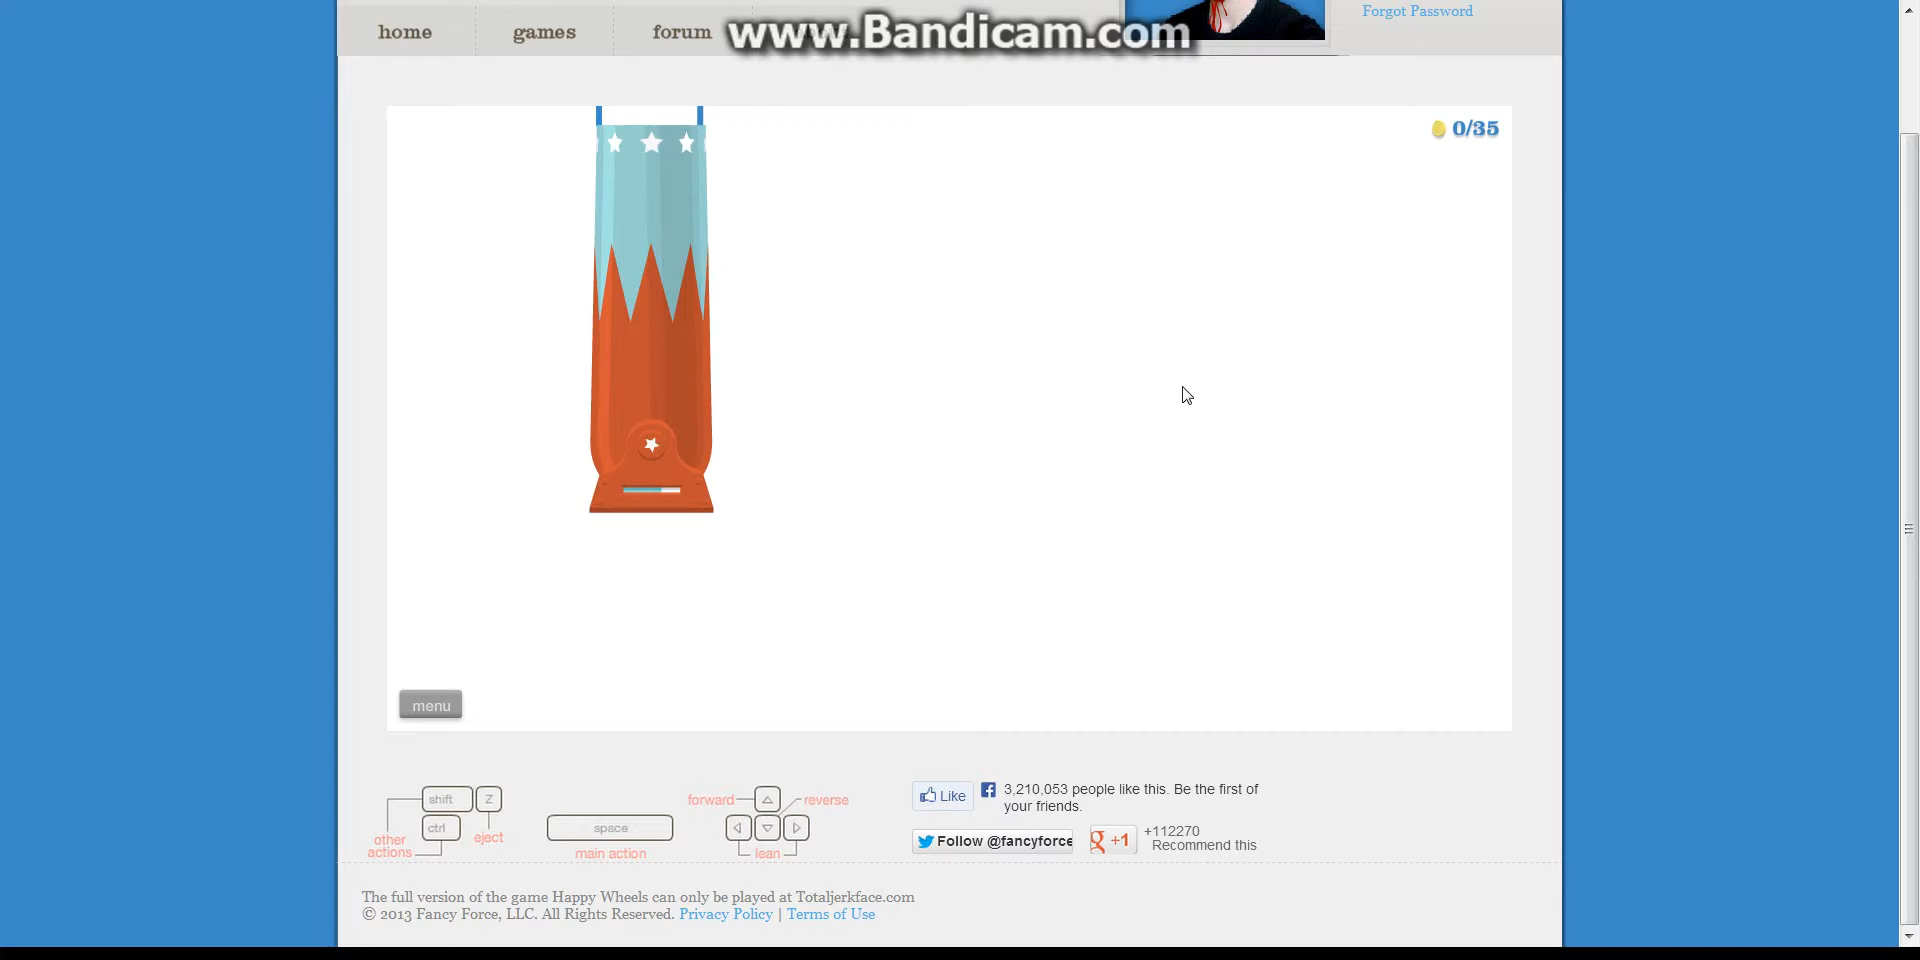 www.Bandicam.com
Forgot Password
home
games
forum
0/35
menu
shift
Z
ctrl
eject
other
actions
space
main action
forward
reverse
lean
Like
3,210,053 people like this. Be the first of
your friends.
Follow @fancyforce
+1
+112270
Recommend this
The full version of the game Happy Wheels can only be played at Totaljerkface.com
© 2013 Fancy Force, LLC. All Rights Reserved. Privacy Policy | Terms of Use